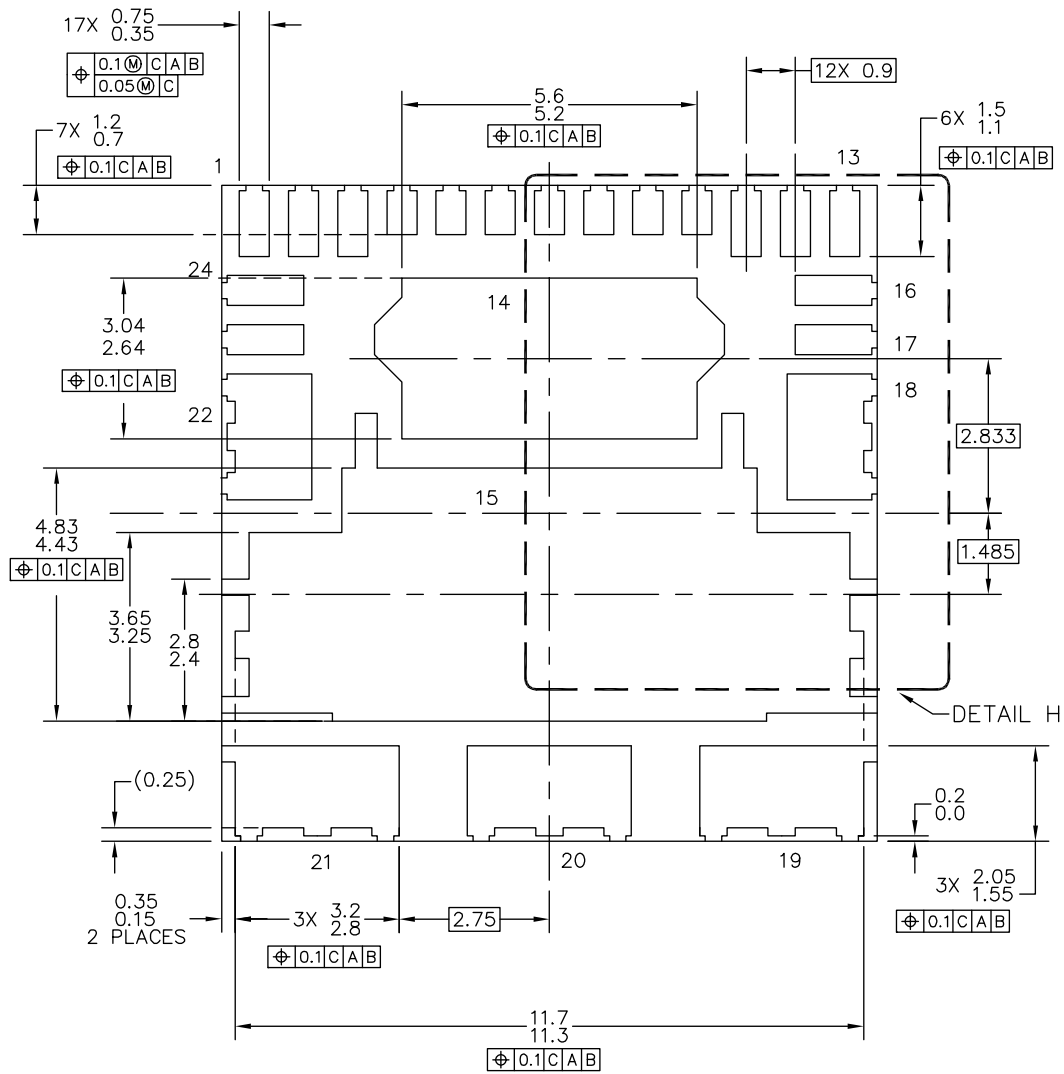 17X 0.75
0.35
⌖ 0.1Ⓜ C A B
0.05Ⓜ C
12X 0.9
5.6
5.2
⌖ 0.1 C A B
7X 1.2
0.7
⌖ 0.1 C A B
6X 1.5
1.1
⌖ 0.1 C A B
1
13
24
14
16
3.04
2.64
⌖ 0.1 C A B
17
18
22
2.833
15
4.83
4.43
⌖ 0.1 C A B
1.485
3.65
3.25
2.8
2.4
DETAIL H
(0.25)
0.2
0.0
21
20
19
3X 2.05
1.55
⌖ 0.1 C A B
0.35
0.15
2 PLACES
3X 3.2
2.8
⌖ 0.1 C A B
2.75
11.7
11.3
⌖ 0.1 C A B